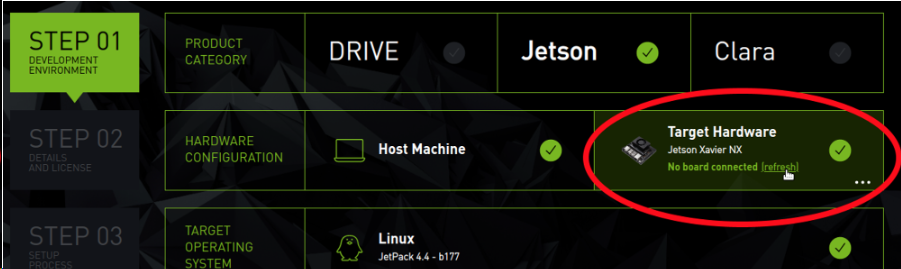 STEP 01
DEVELOPMENT
ENVIRONMENT
PRODUCT
CATEGORY
DRIVE
Jetson
Clara
STEP 02
DETAILS
AND LICENSE
HARDWARE
CONFIGURATION
Host Machine
Target Hardware
Jetson Xavier NX
No board connected [refresh]
...
STEP 03
SETUP
PROCESS
TARGET
OPERATING
SYSTEM
Linux
JetPack 4.4 - b177